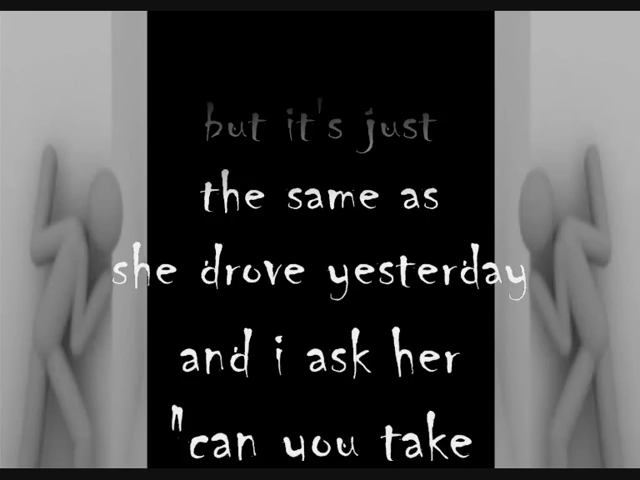 but it's just
the same as
she drove yesterday
and i ask her
"can you take